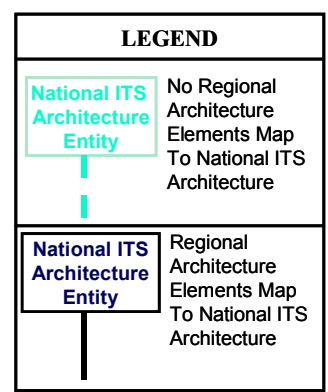 LEGEND
National ITS
Architecture
Entity
No Regional
Architecture
Elements Map
To National ITS
Architecture
National ITS
Architecture
Entity
Regional
Architecture
Elements Map
To National ITS
Architecture